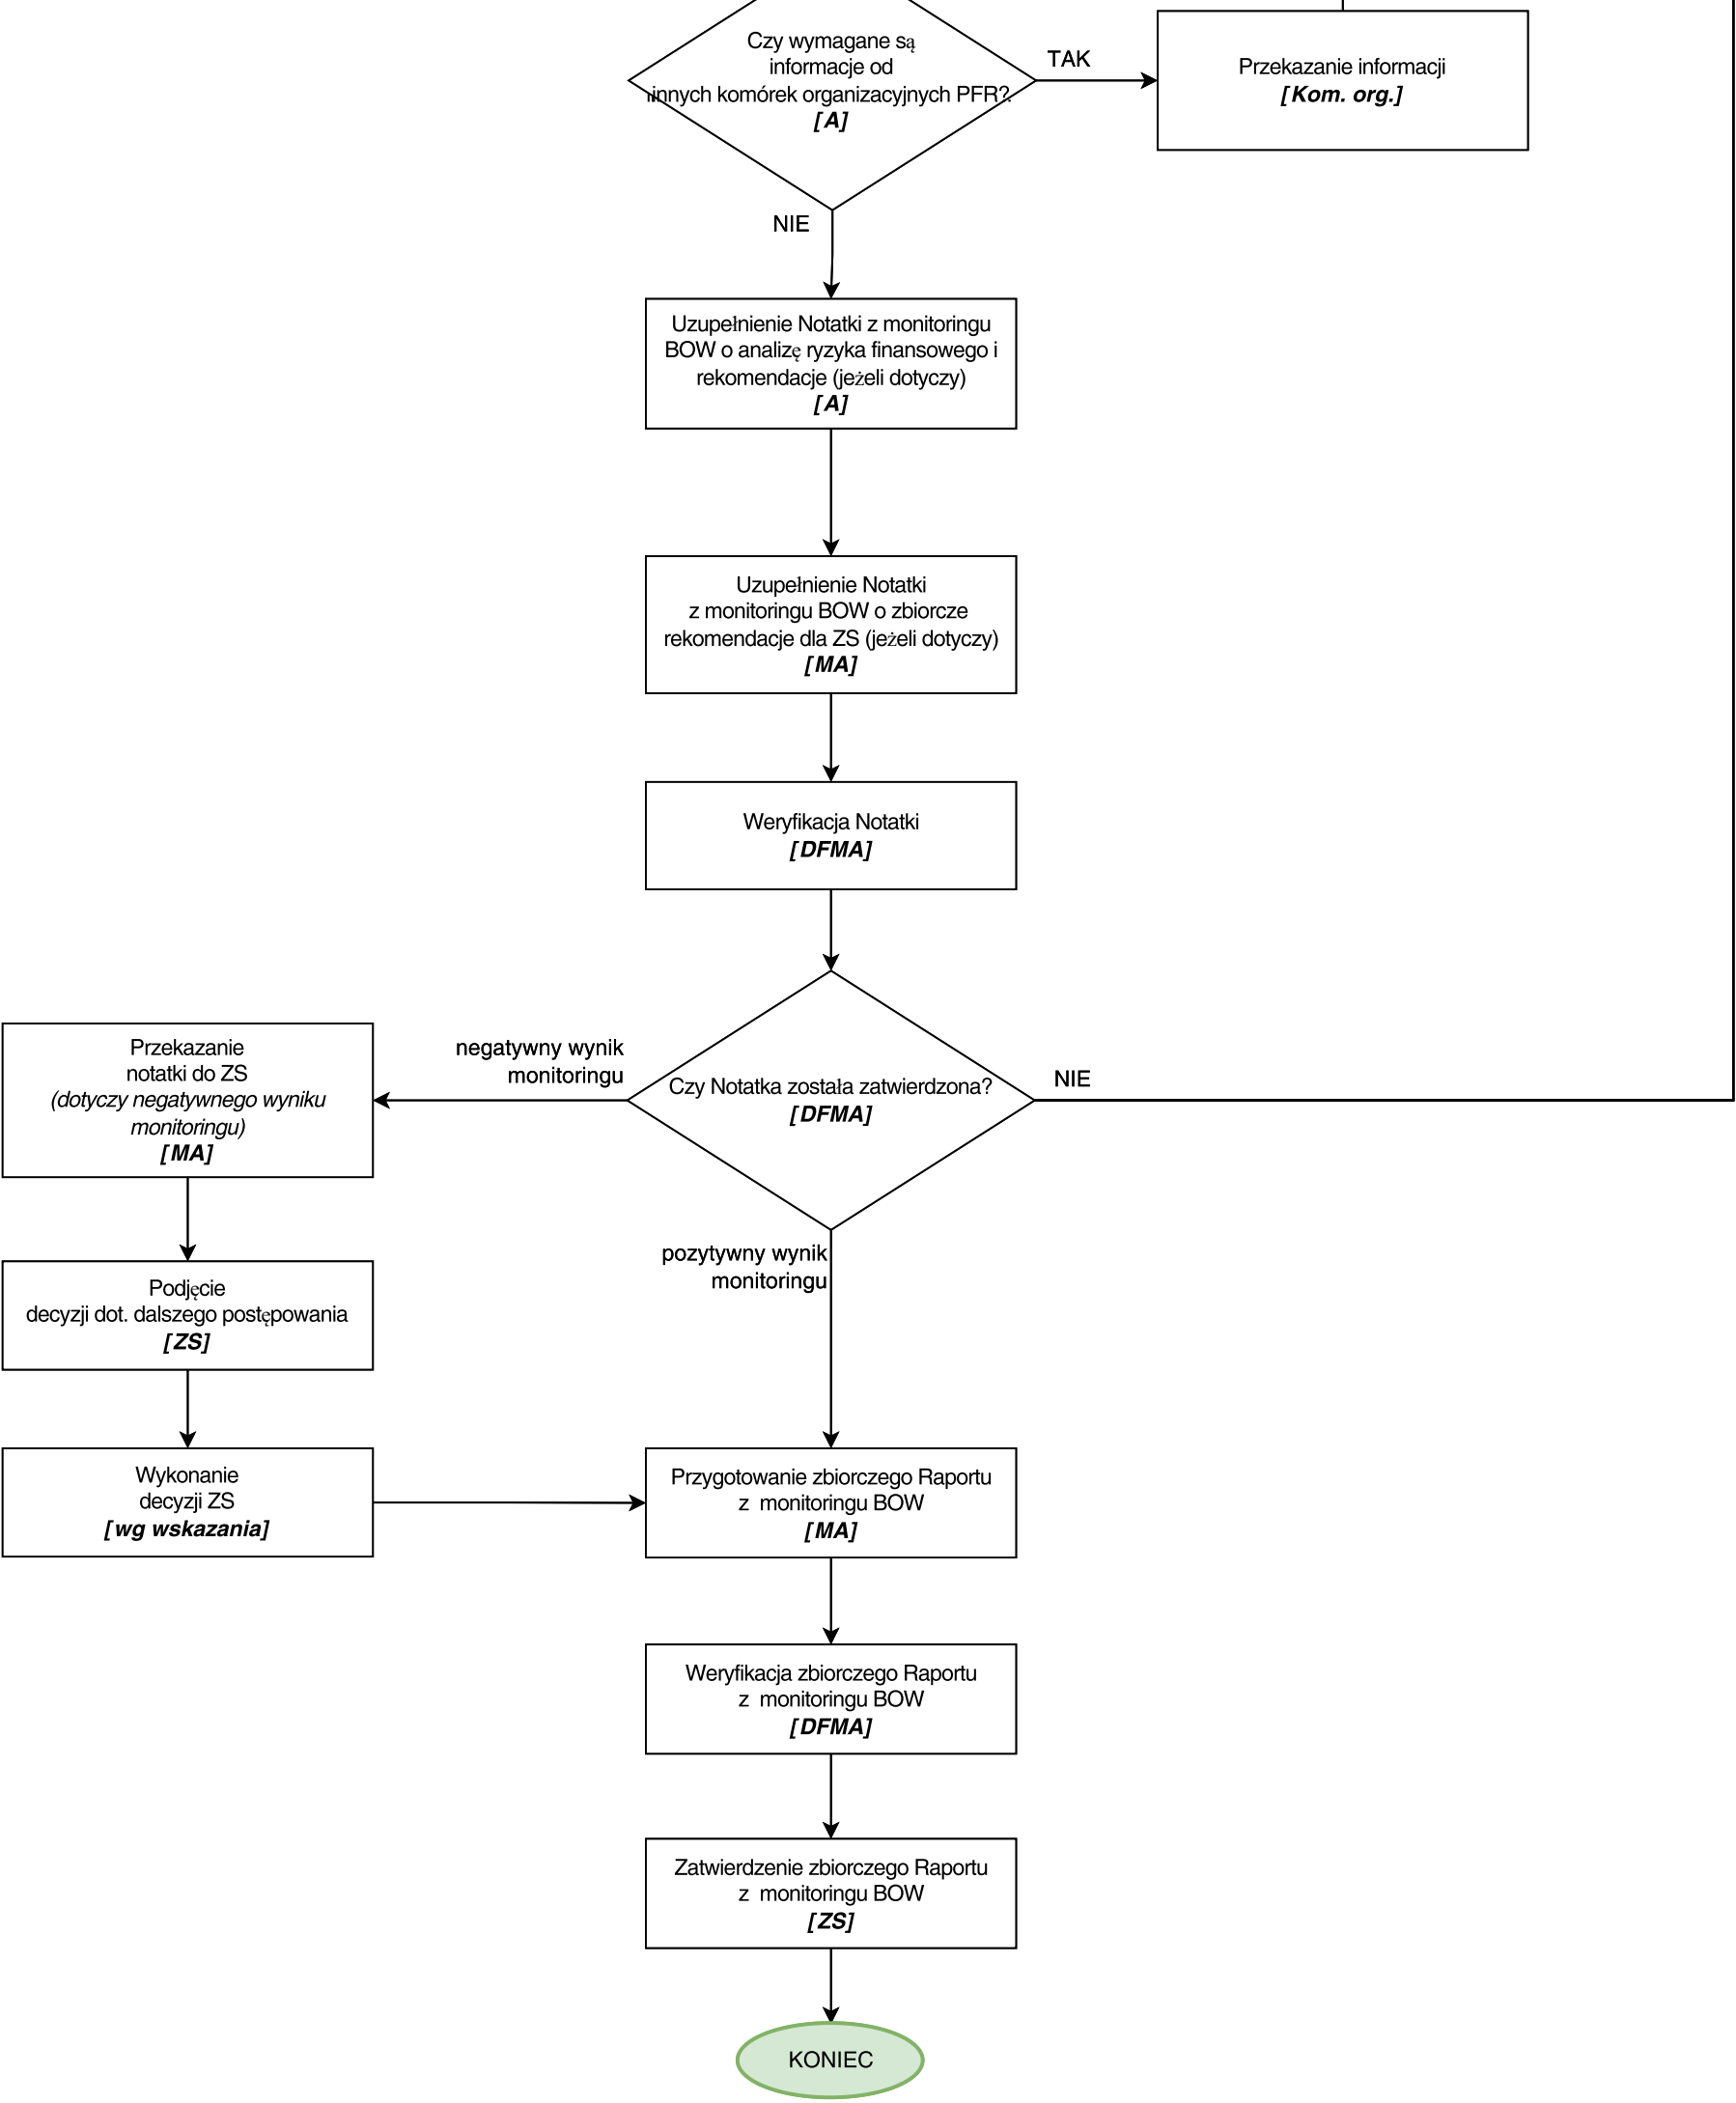 Czy wymagane są
informacje od
innych komórek organizacyjnych PFR?
[A]
TAK
Przekazanie informacji
[Kom. org.]
NIE
Uzupełnienie Notatki z monitoringu
BOW o analizę ryzyka finansowego i
rekomendacje (jeżeli dotyczy)
[A]
Uzupełnienie Notatki
z monitoringu BOW o zbiorcze
rekomendacje dla ZS (jeżeli dotyczy)
[MA]
Weryfikacja Notatki
[DFMA]
Przekazanie
notatki do ZS
(dotyczy negatywnego wyniku
monitoringu)
[MA]
negatywny wynik
monitoringu
Czy Notatka została zatwierdzona?
[DFMA]
NIE
pozytywny wynik
monitoringu
Podjęcie
decyzji dot. dalszego postępowania
[ZS]
Wykonanie
decyzji ZS
[wg wskazania]
Przygotowanie zbiorczego Raportu
z monitoringu BOW
[MA]
Weryfikacja zbiorczego Raportu
z monitoringu BOW
[DFMA]
Zatwierdzenie zbiorczego Raportu
z monitoringu BOW
[ZS]
KONIEC